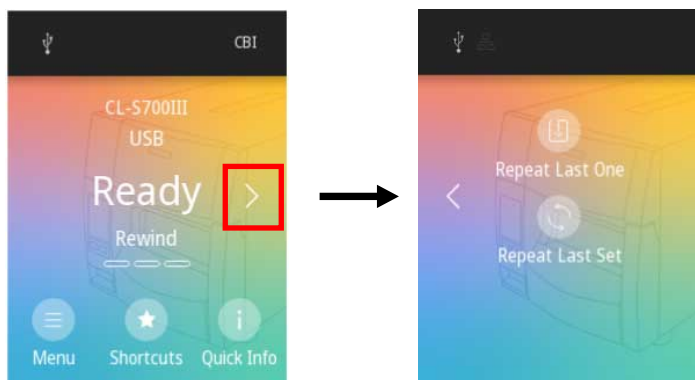 CBI
CL-S700III
USB
Ready
Rewind
Menu Shortcuts Quick Info
Repeat Last One
Repeat Last Set